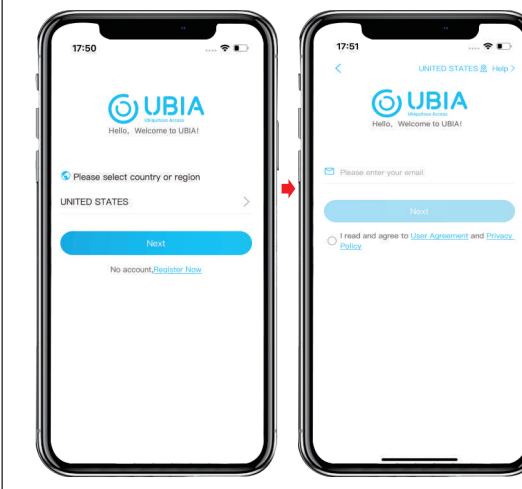 17:50
UBIA
Ubiquitous Access
Hello, Welcome to UBIA!
Please select country or region
UNITED STATES
Next
No account,Register Now
17:51
UNITED STATES Help >
UBIA
Ubiquitous Access
Hello, Welcome to UBIA!
Please enter your email
Next
I read and agree to User Agreement and Privacy
Policy